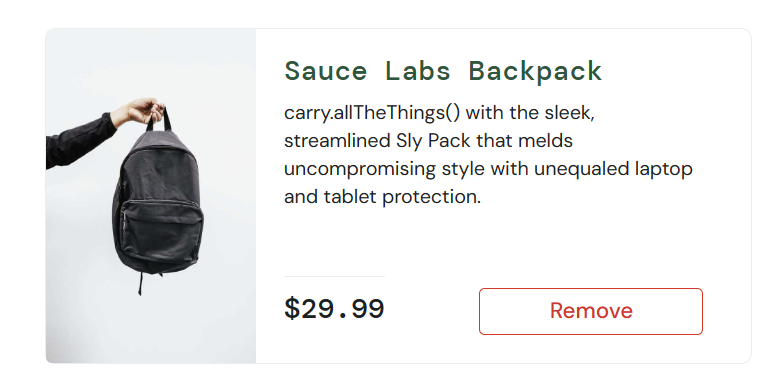 Sauce Labs Backpack
carry.allTheThings() with the sleek,
streamlined Sly Pack that melds
uncompromising style with unequaled laptop
and tablet protection.
$29.99
Remove